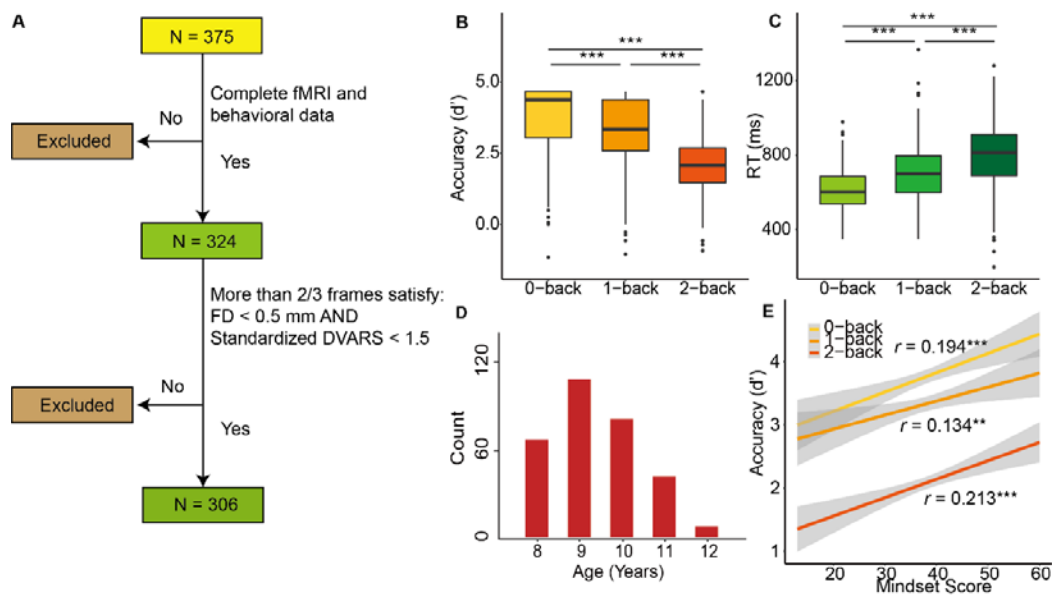 A
N = 375
Complete fMRI and
behavioral data
No
Excluded
Yes
N = 324
More than 2/3 frames satisfy:
FD < 0.5 mm AND
Standardized DVARS < 1.5
No
Excluded
Yes
N = 306
B
***
*** ***
Accuracy (d')
5.0
2.5
0.0
0-back 1-back 2-back
C
***
*** ***
RT (ms)
1200
800
400
0-back 1-back 2-back
D
Count
120
60
0
8 9 10 11 12
Age (Years)
E
0-back
1-back
2-back
r = 0.194***
r = 0.134**
r = 0.213***
Accuracy (d')
4
3
2
1
20 30 40 50 60
Mindset Score